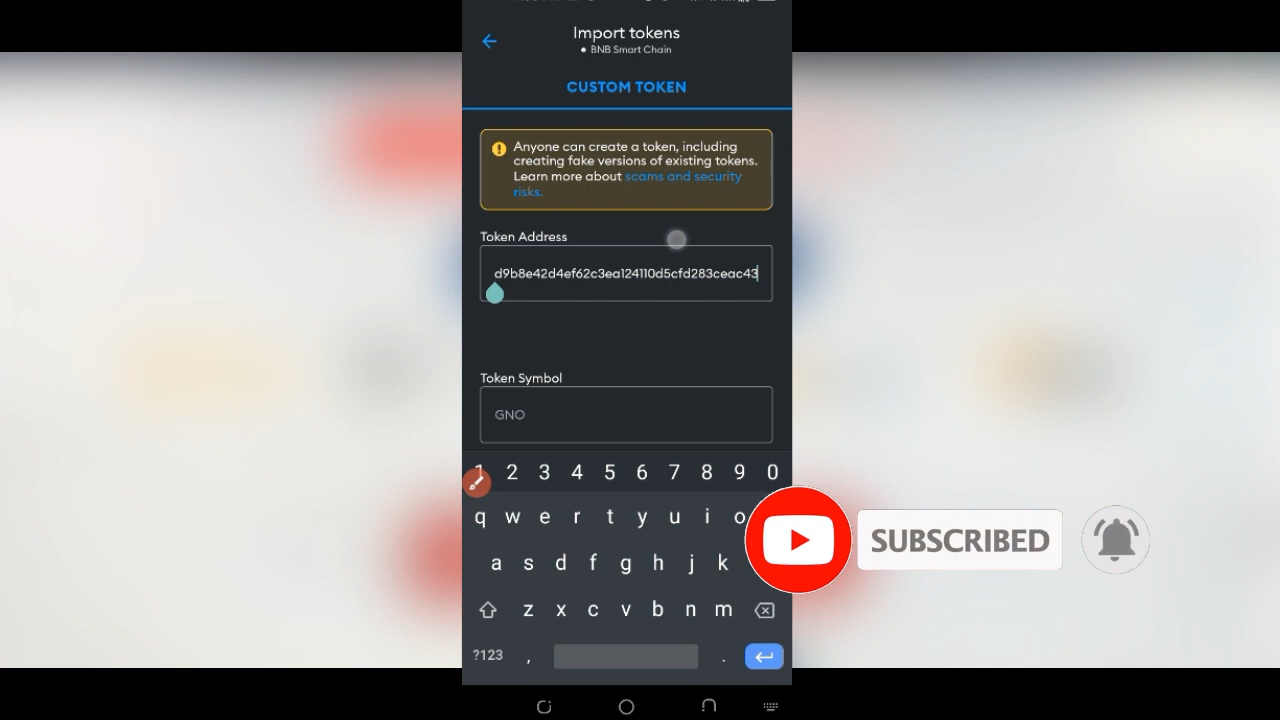 Import tokens
BNB Smart Chain
CUSTOM TOKEN
Anyone can create a token, including
creating fake versions of existing tokens.
Learn more about scams and security
risks.
Token Address
d9b8e42d4ef62c3ea124110d5cfd283ceac43
Token Symbol
GNO
1 2 3 4 5 6 7 8 9 0
q w e r t y u i o
a s d f g h j k
SUBSCRIBED
z x c v b n m
?123 , .